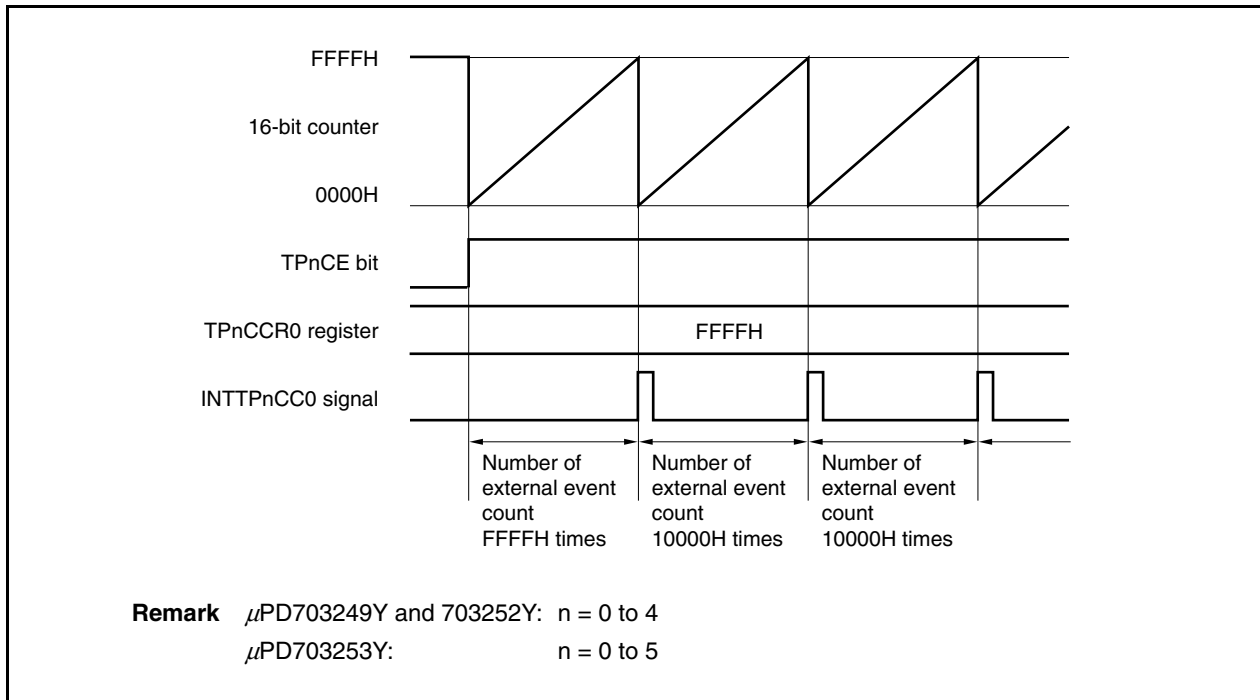 FFFFH
16-bit counter
0000H
TPnCE bit
TPnCCR0 register
FFFFH
INTTPnCC0 signal
Number of
external event
count
FFFFH times
Number of
external event
count
10000H times
Number of
external event
count
10000H times
Remark μPD703249Y and 703252Y: n = 0 to 4
μPD703253Y: n = 0 to 5